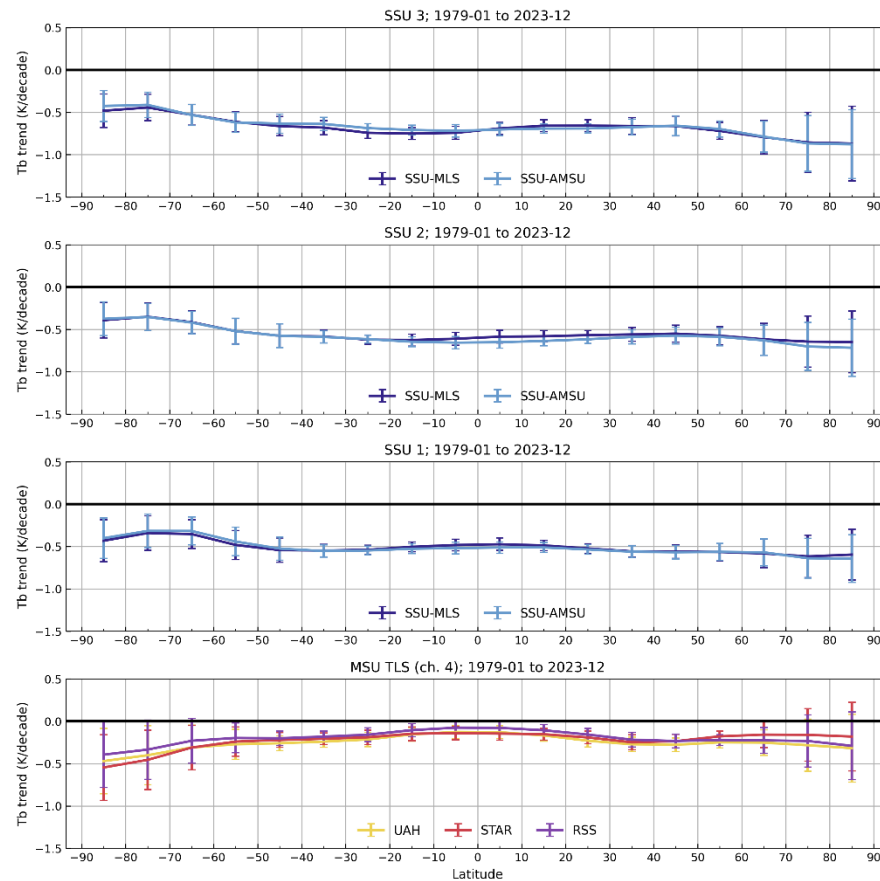 SSU 3; 1979-01 to 2023-12
Tb trend (K/decade)
0.5
0.0
−0.5
−1.0
−1.5
SSU-MLS SSU-AMSU
−90 −80 −70 −60 −50 −40 −30 −20 −10 0 10 20 30 40 50 60 70 80 90
SSU 2; 1979-01 to 2023-12
Tb trend (K/decade)
0.5
0.0
−0.5
−1.0
−1.5
SSU-MLS SSU-AMSU
−90 −80 −70 −60 −50 −40 −30 −20 −10 0 10 20 30 40 50 60 70 80 90
SSU 1; 1979-01 to 2023-12
Tb trend (K/decade)
0.5
0.0
−0.5
−1.0
−1.5
SSU-MLS SSU-AMSU
−90 −80 −70 −60 −50 −40 −30 −20 −10 0 10 20 30 40 50 60 70 80 90
MSU TLS (ch. 4); 1979-01 to 2023-12
Tb trend (K/decade)
0.5
0.0
−0.5
−1.0
−1.5
UAH STAR RSS
−90 −80 −70 −60 −50 −40 −30 −20 −10 0 10 20 30 40 50 60 70 80 90
Latitude